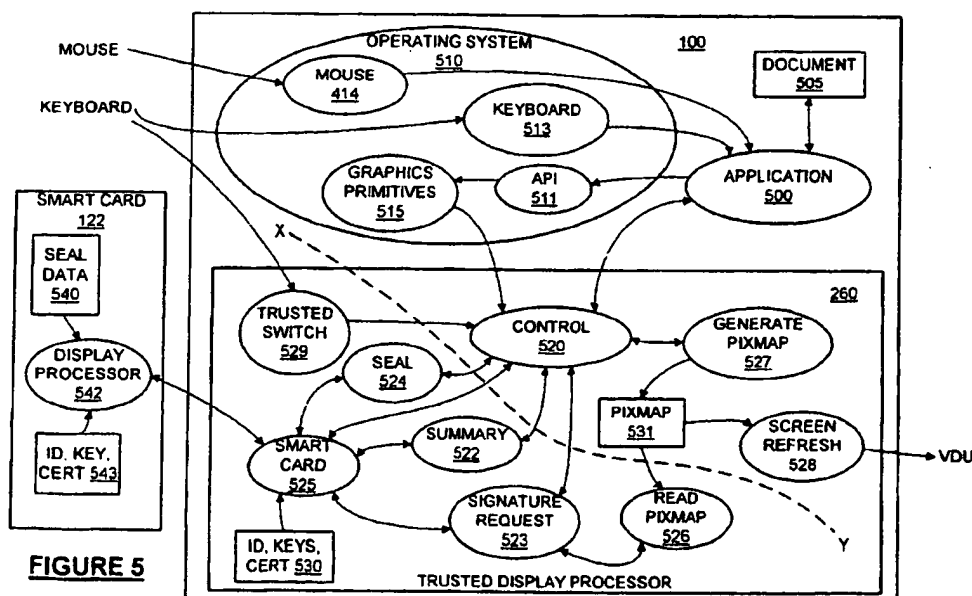 OPERATING SYSTEM
510
100
MOUSE
MOUSE
414
DOCUMENT
505
KEYBOARD
KEYBOARD
513
GRAPHICS
PRIMITIVES
515
API
511
APPLICATION
500
SMART CARD
122
SEAL
DATA
540
X
260
TRUSTED
SWITCH
529
CONTROL
520
GENERATE
PIXMAP
527
DISPLAY
PROCESSOR
542
SEAL
524
PIXMAP
531
SCREEN
REFRESH
528
VDU
SMART
CARD
525
SUMMARY
522
ID, KEY,
CERT 543
SIGNATURE
REQUEST
523
READ
PIXMAP
526
Y
ID, KEYS,
CERT 530
FIGURE 5
TRUSTED DISPLAY PROCESSOR